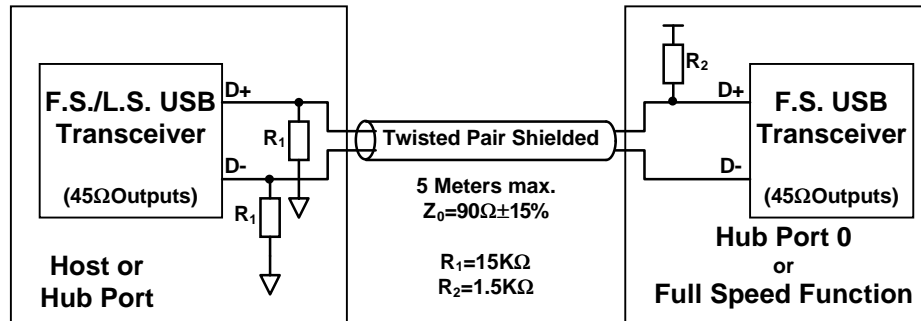 F.S./L.S. USB
Transceiver
(45ΩOutputs)
D+
D-
R1
R1
Host or
Hub Port
Twisted Pair Shielded
5 Meters max.
Z0=90Ω±15%
R1=15KΩ
R2=1.5KΩ
R2
D+
D-
F.S. USB
Transceiver
(45ΩOutputs)
Hub Port 0
or
Full Speed Function